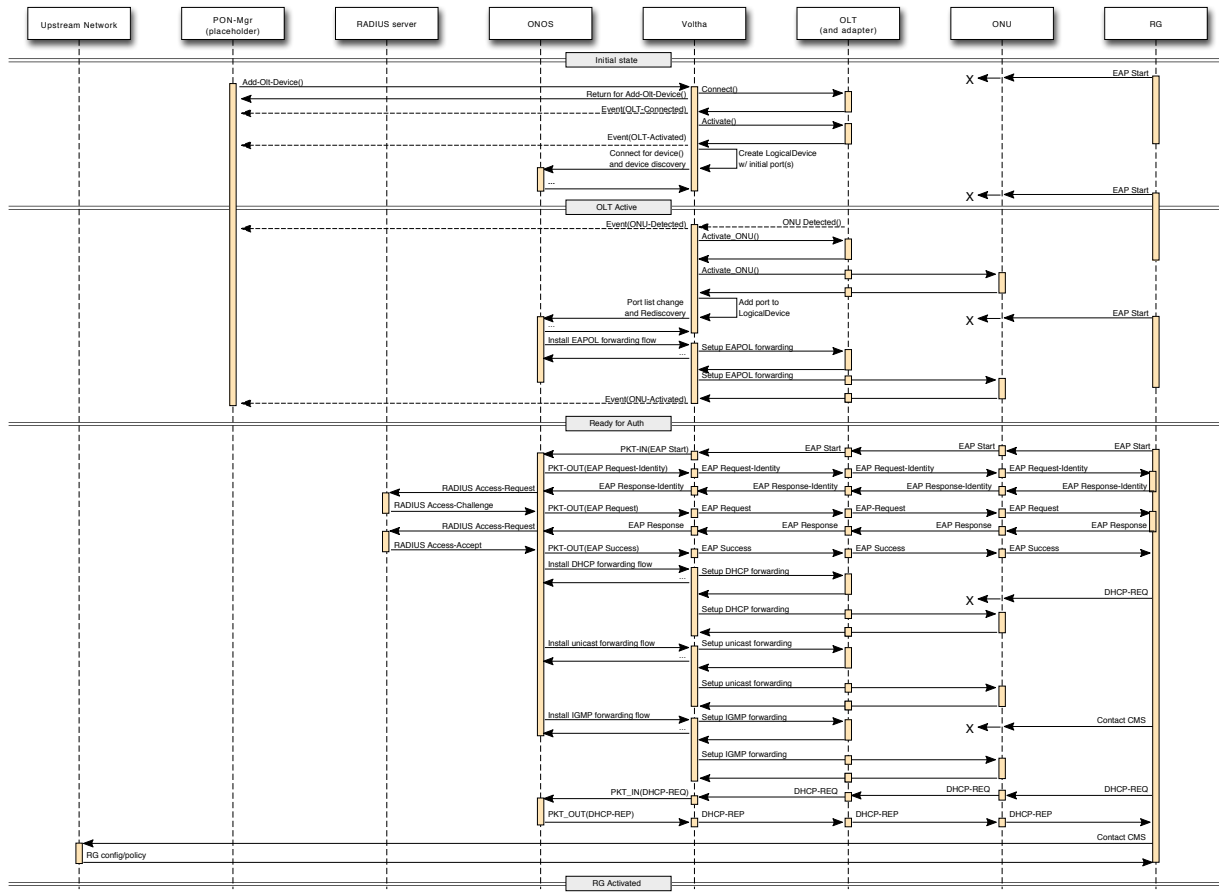 Upstream Network
PON-Mgr
(placeholder)
RADIUS server
ONOS
Voltha
OLT
(and adapter)
ONU
RG
Initial state
EAP Start
X
Add-Olt-Device()
Return for Add-Olt-Device()
Connect()
Event(OLT-Connected)
Activate()
Event(OLT-Activated)
Connect for device()
and device discovery
Create LogicalDevice
w/ initial port(s)
...
EAP Start
X
OLT Active
ONU Detected()
Event(ONU-Detected)
Activate_ONU()
Activate_ONU()
Port list change
and Rediscovery
Add port to
LogicalDevice
EAP Start
X
...
Install EAPOL forwarding flow
Setup EAPOL forwarding
...
Setup EAPOL forwarding
Event(ONU-Activated)
Ready for Auth
PKT-IN(EAP Start)
EAP Start
EAP Start
EAP Start
PKT-OUT(EAP Request-Identity)
EAP Request-Identity
EAP Request-Identity
EAP Request-Identity
RADIUS Access-Request
EAP Response-Identity
EAP Response-Identity
EAP Response-Identity
EAP Response-Identity
RADIUS Access-Challenge
PKT-OUT(EAP Request)
EAP Request
EAP-Request
EAP Request
RADIUS Access-Request
EAP Response
EAP Response
EAP Response
EAP Response
RADIUS Access-Accept
PKT-OUT(EAP Success)
EAP Success
EAP Success
EAP Success
Install DHCP forwarding flow
Setup DHCP forwarding
...
DHCP-REQ
X
Setup DHCP forwarding
Install unicast forwarding flow
Setup unicast forwarding
...
Setup unicast forwarding
Install IGMP forwarding flow
Setup IGMP forwarding
...
Contact CMS
X
Setup IGMP forwarding
PKT_IN(DHCP-REQ)
DHCP-REQ
DHCP-REQ
DHCP-REQ
PKT_OUT(DHCP-REP)
DHCP-REP
DHCP-REP
DHCP-REP
Contact CMS
RG config/policy
RG Activated